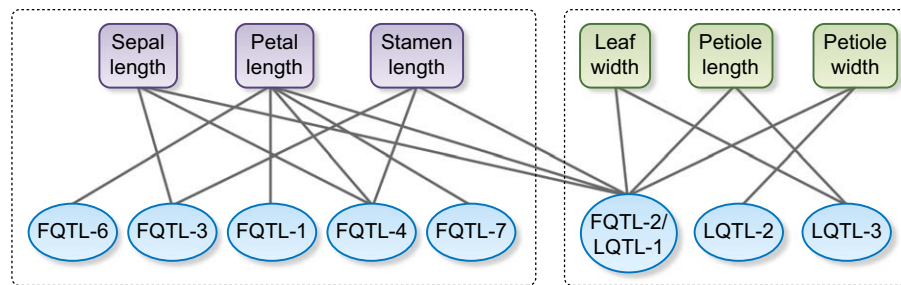 Sepal
length
Petal
length
Stamen
length
Leaf
width
Petiole
length
Petiole
width
FQTL-6
FQTL-3
FQTL-1
FQTL-4
FQTL-7
FQTL-2/
LQTL-1
LQTL-2
LQTL-3